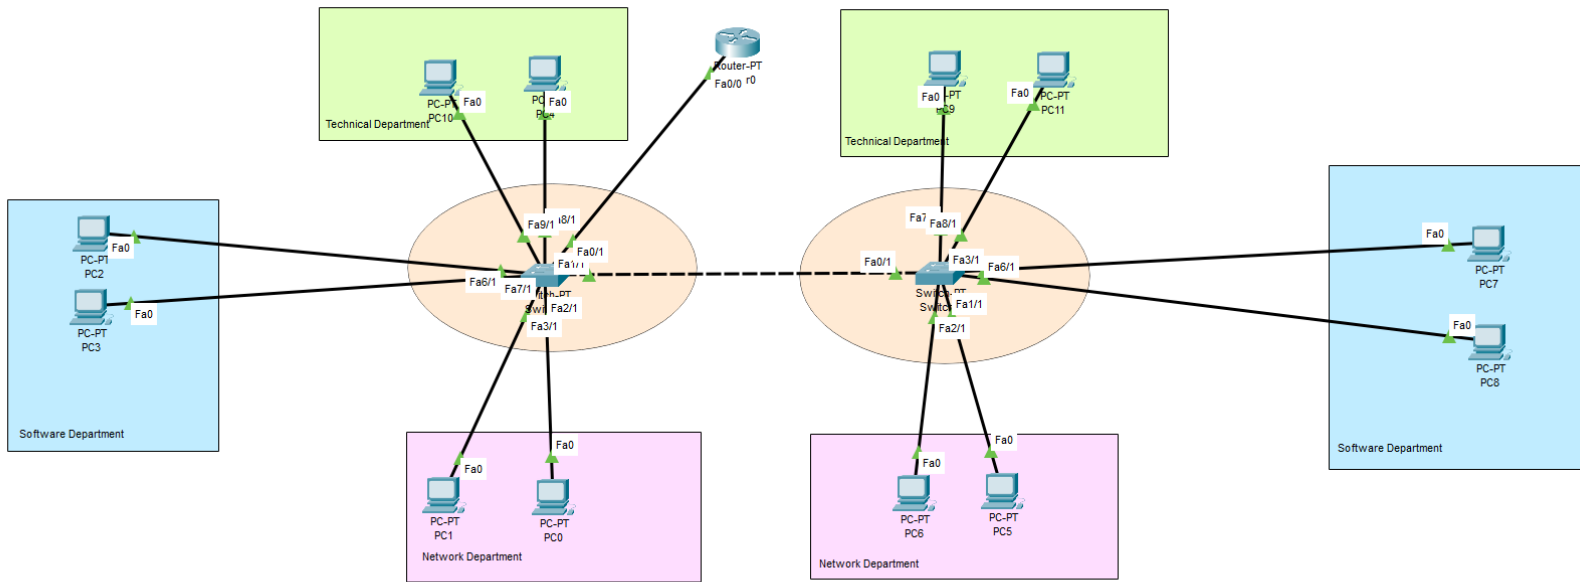 PC-PT
PC10
Fa0
Fa0
Technical Department
Router-PT
Fa0/0
Fa0
PC9
Fa0
PC-PT
PC11
Technical Department
Fa0
PC-PT
PC2
Fa0
PC-PT
PC3
Software Department
Fa9/1
Fa0/1
Fa6/1
Fa7/1
Fa2/1
Fa3/1
Fa0/1
Fa8/1
Fa3/1
Fa6/1
Fa1/1
Fa2/1
Fa0
PC-PT
PC7
Fa0
PC-PT
PC8
Software Department
Fa0
PC-PT
PC1
Fa0
PC-PT
PC0
Network Department
Fa0
PC-PT
PC6
Fa0
PC-PT
PC5
Network Department